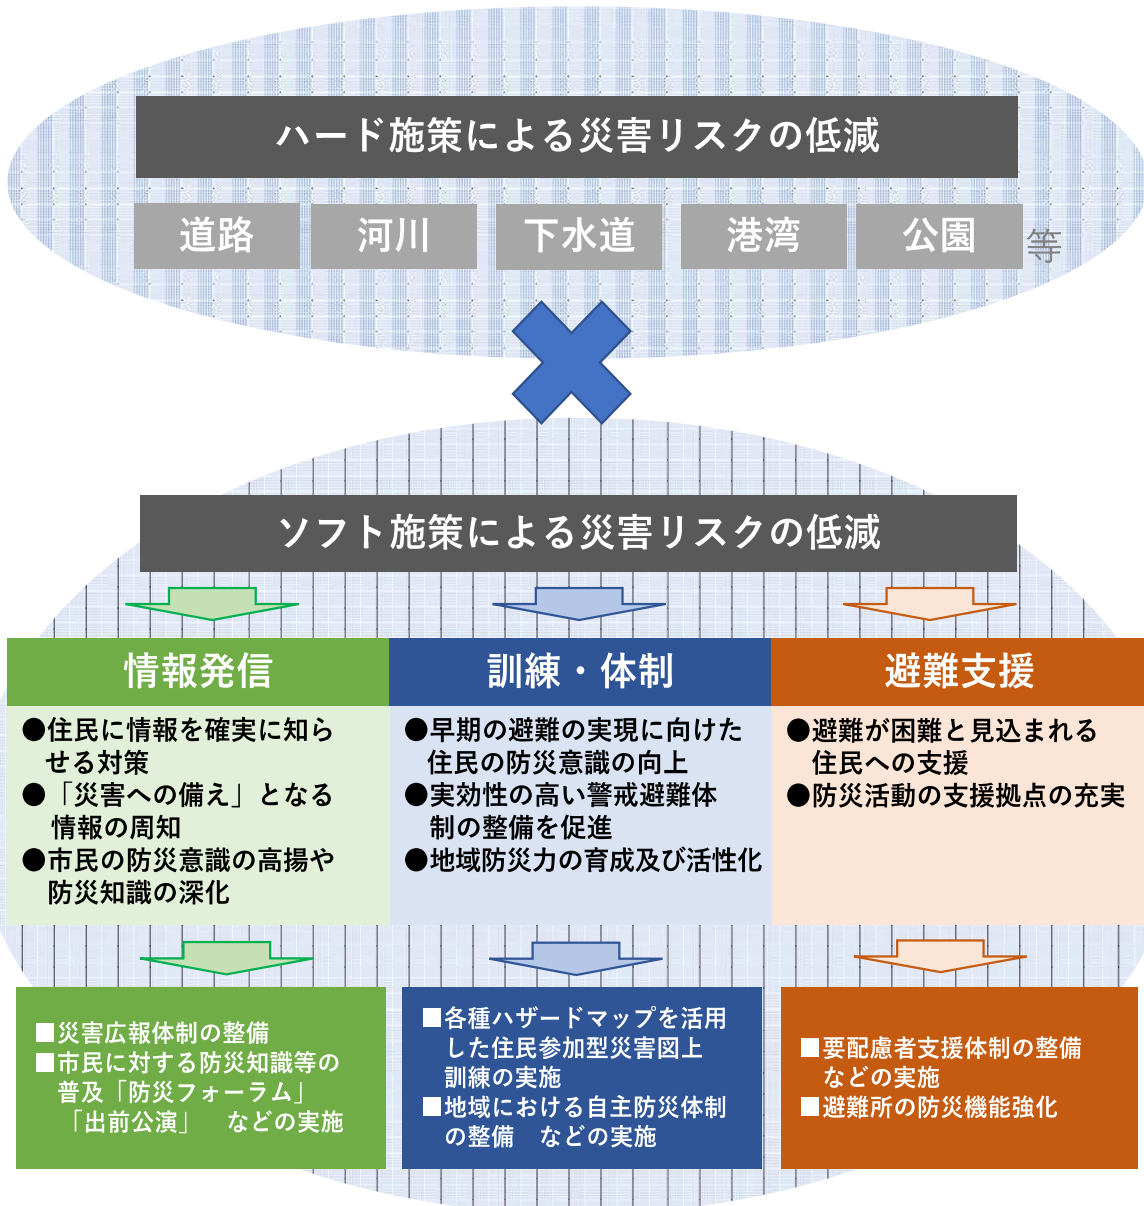 ハード施策による災害リスクの低減
道路
河川
下水道
港湾
公園
等
ソフト施策による災害リスクの低減
情報発信
●住民に情報を確実に知ら
せる対策
●「災害への備え」となる
情報の周知
●市民の防災意識の高揚や
防災知識の深化
■災害広報体制の整備
■市民に対する防災知識等の
普及「防災フォーラム」
「出前公演」　などの実施
訓練・体制
●早期の避難の実現に向けた
住民の防災意識の向上
●実効性の高い警戒避難体
制の整備を促進
●地域防災力の育成及び活性化
■各種ハザードマップを活用
した住民参加型災害図上
訓練の実施
■地域における自主防災体制
の整備　などの実施
避難支援
●避難が困難と見込まれる
住民への支援
●防災活動の支援拠点の充実
■要配慮者支援体制の整備
などの実施
■避難所の防災機能強化